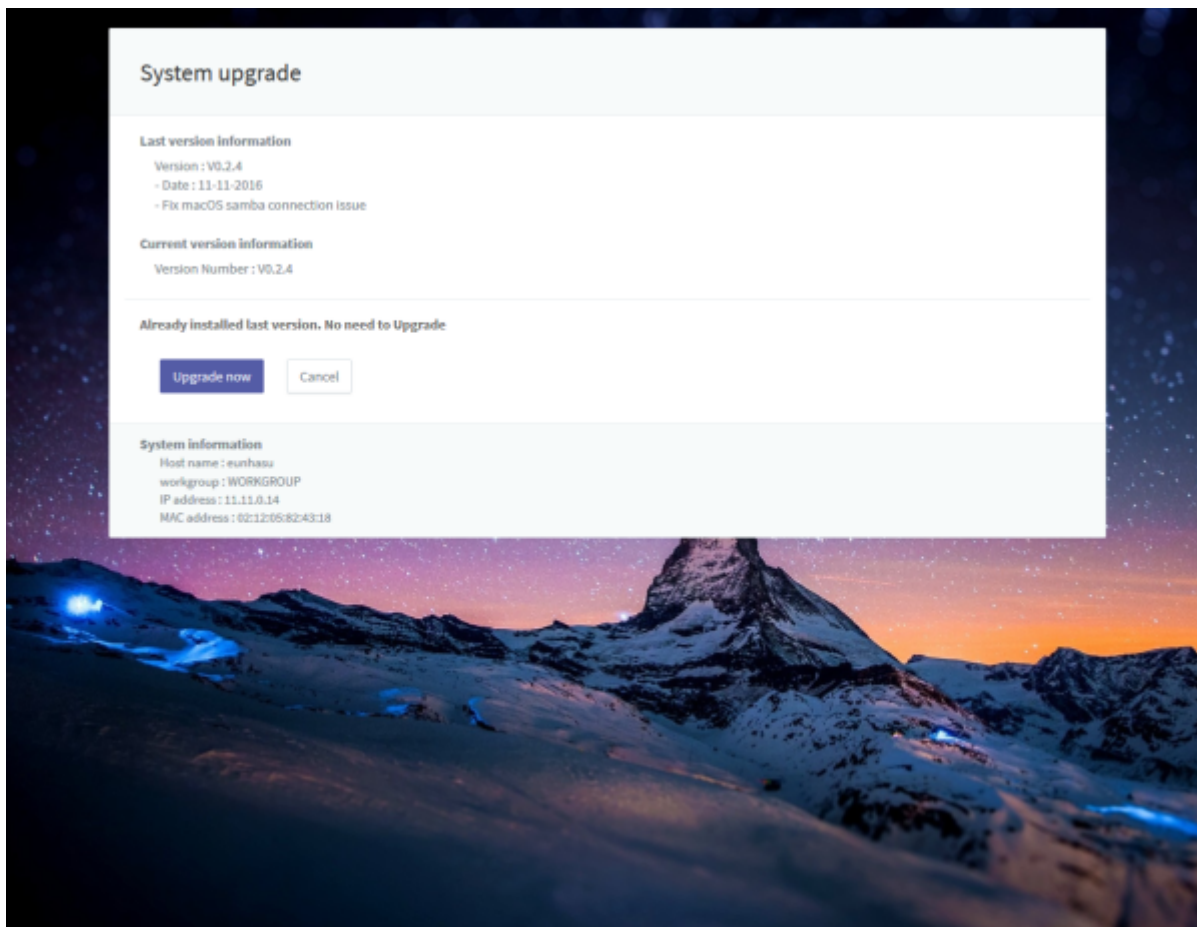 System upgrade
Last version information
Version : V0.2.4
- Date : 11-11-2016
- Fix macOS samba connection issue
Current version information
Version Number : V0.2.4
Already installed last version. No need to Upgrade
Upgrade now
Cancel
System information
Host name : eunhasu
workgroup : WORKGROUP
IP address : 11.11.0.14
MAC address : 02:12:05:82:43:18